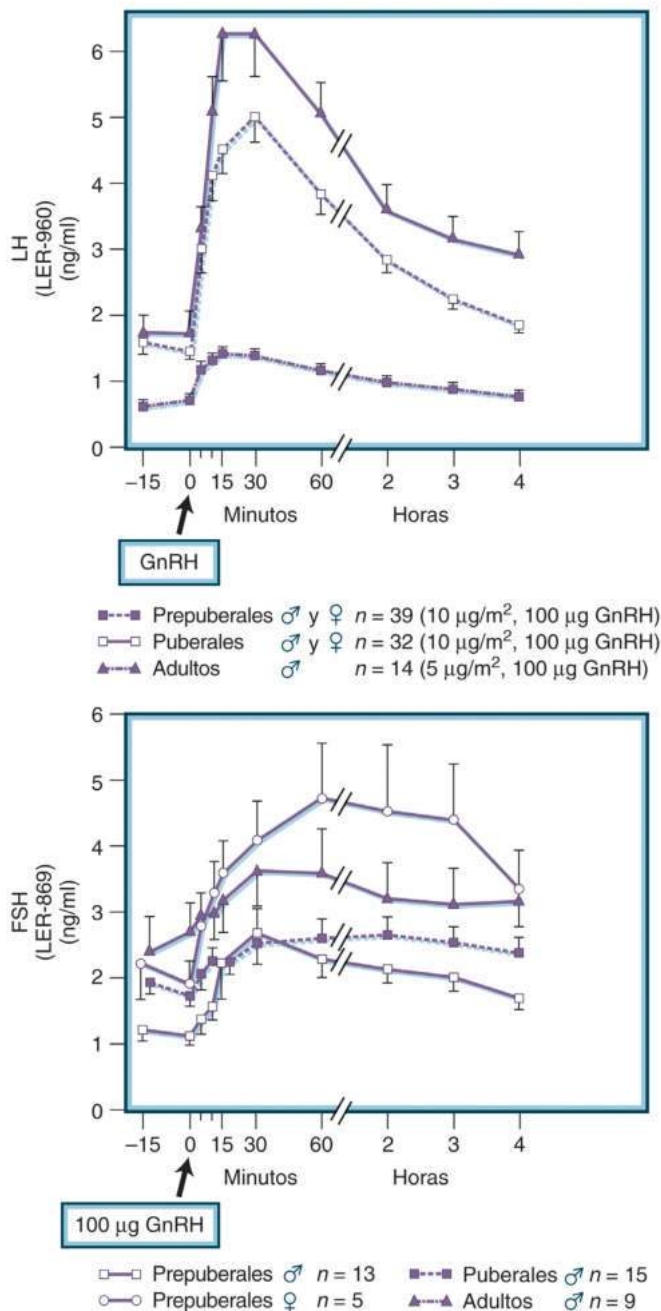 6
5
4
3
2
1
0
LH
(LER-960)
(ng/ml)
−15 0 15 30 60 2 3 4
Minutos Horas
GnRH
Prepuberales ♂ y ♀ n = 39 (10 μg/m², 100 μg GnRH)
Puberales ♂ y ♀ n = 32 (10 μg/m², 100 μg GnRH)
Adultos ♂ n = 14 (5 μg/m², 100 μg GnRH)
6
5
4
3
2
1
0
FSH
(LER-869)
(ng/ml)
−15 0 15 30 60 2 3 4
Minutos Horas
100 μg GnRH
Prepuberales ♂ n = 13 Puberales ♂ n = 15
Prepuberales ♀ n = 5 Adultos ♂ n = 9